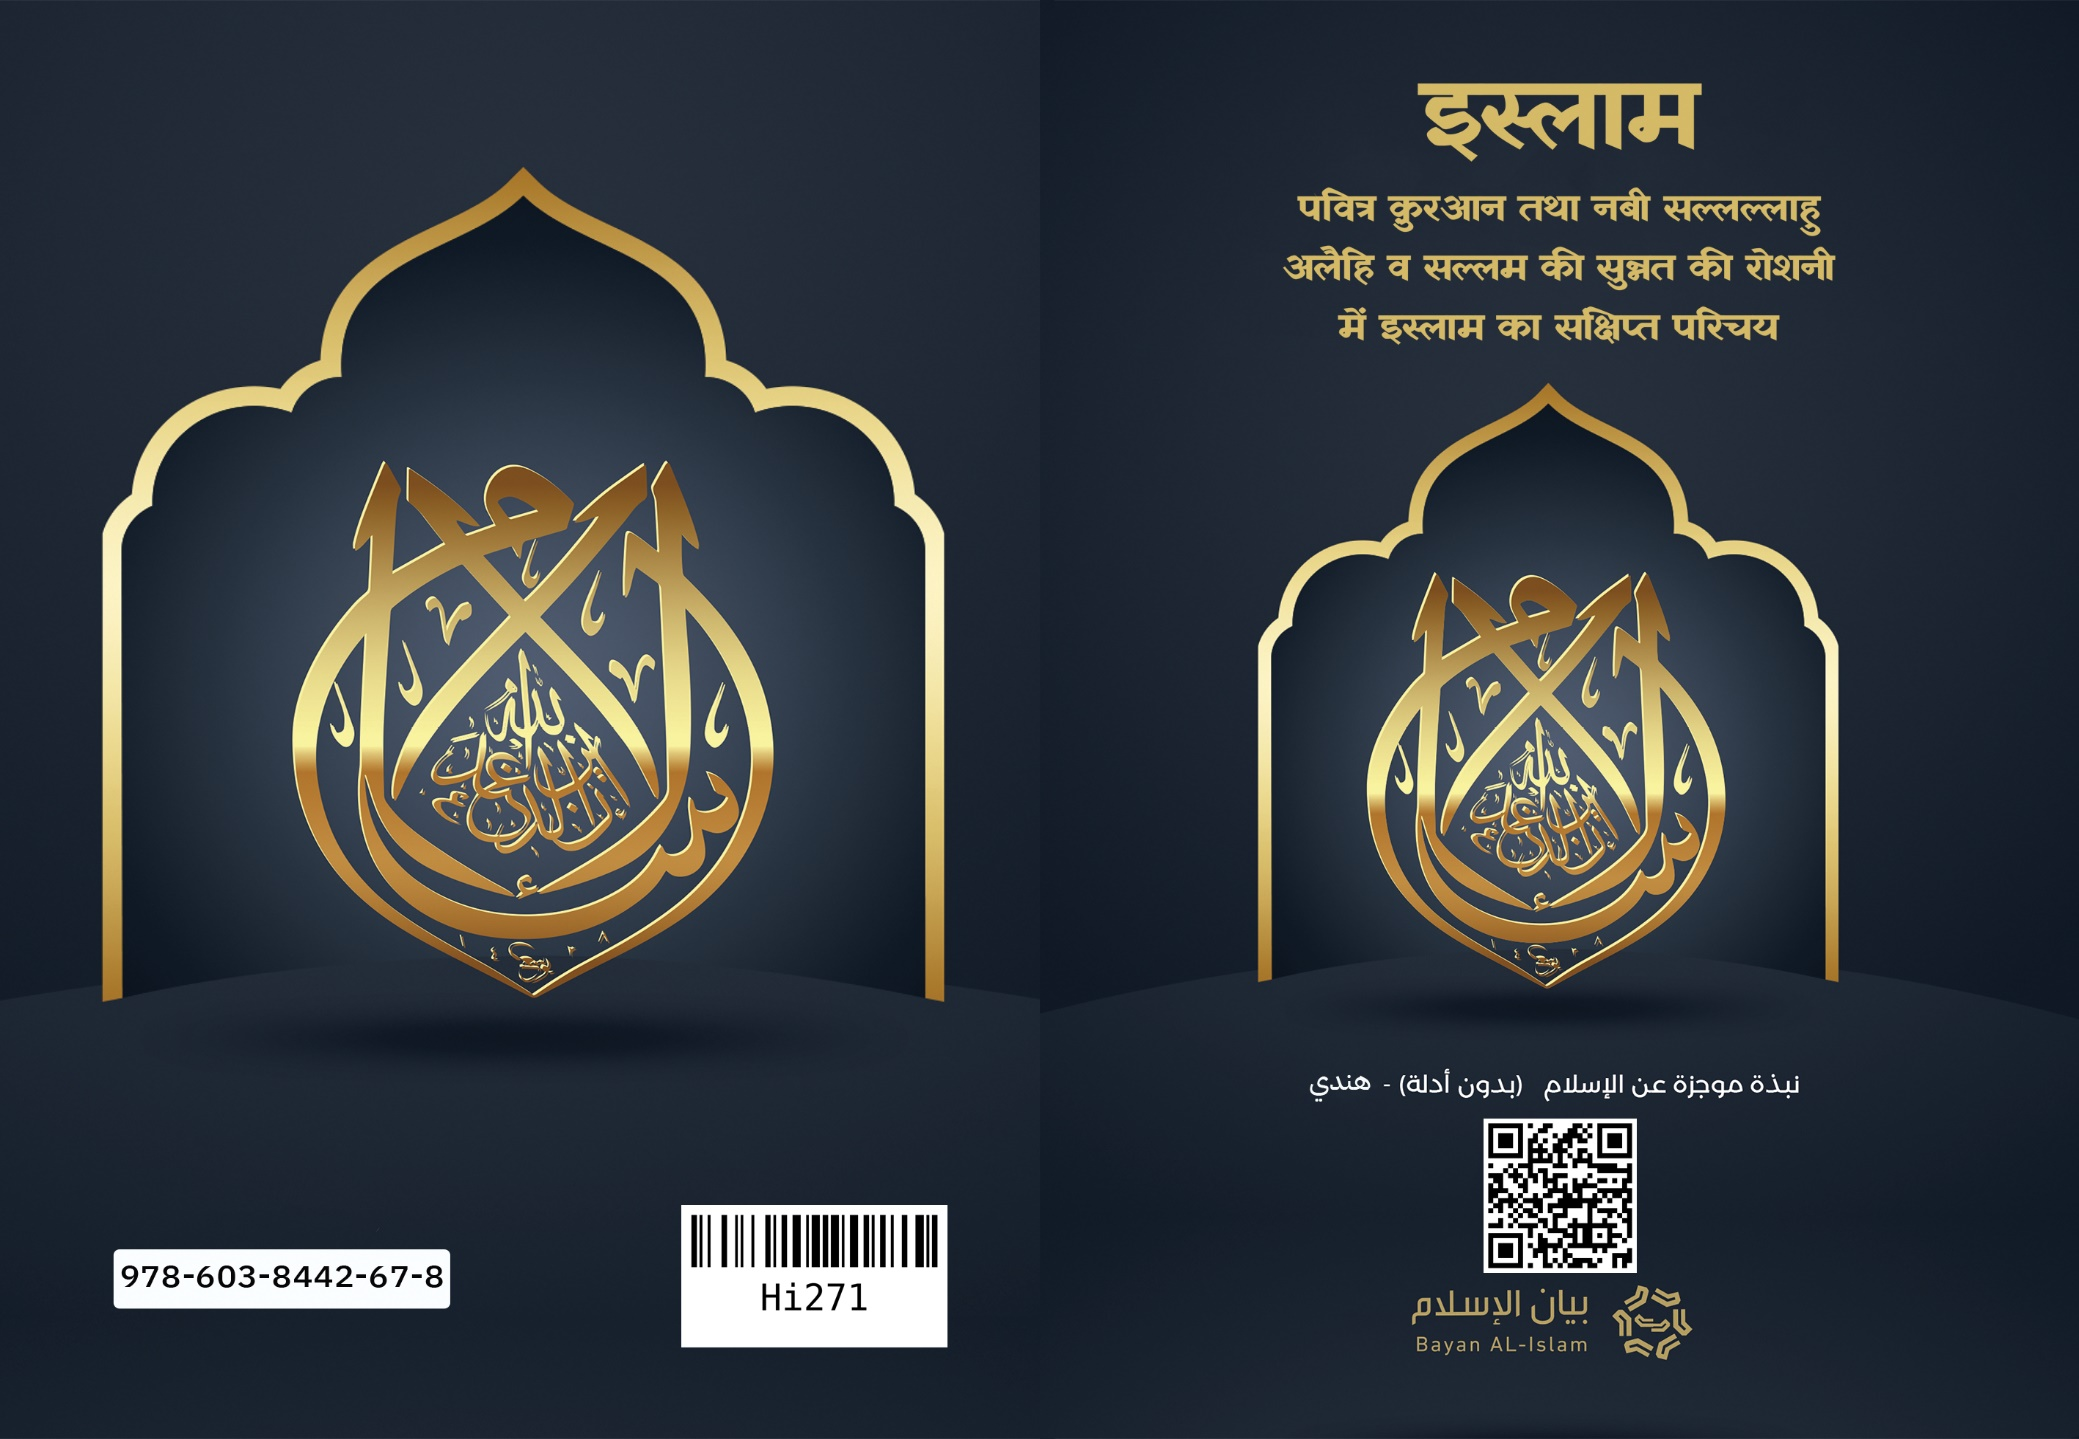 इस्लाम
पवित्र क़ुरआन तथा नबी सल्लल्लाहु
अलैहि व सल्लम की सुन्नत की रोशनी
में इस्लाम का सक्षिप्त परिचय
نبذة موجزة عن الإسلام (بدون أدلة) - هندي
بيان الإسلام
Bayan AL-Islam
978-603-8442-67-8
Hi271